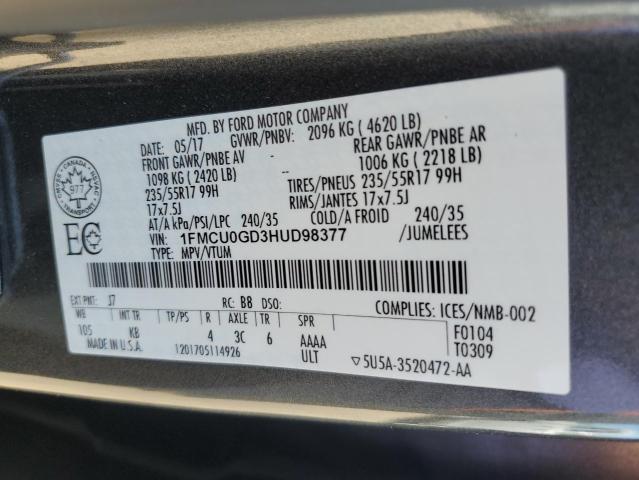 MFD. BY FORD MOTOR COMPANY
DATE: 05/17 GVWR/PNBV: 2096 KG ( 4620 LB)
FRONT GAWR/PNBE AV REAR GAWR/PNBE AR
1098 KG ( 2420 LB) 1006 KG ( 2218 LB)
235/55R17 99H TIRES/PNEUS 235/55R17 99H
17x7.5J RIMS/JANTES 17x7.5J
AT/A kPa/PSI/LPC 240/35 COLD/A FROID 240/35
VIN: 1FMCU0GD3HUD98377 /JUMELEES
TYPE: MPV/VTUM
CANADA
977
TRANSPORT
EC
EXT PNT: J7 RC: B8 DSO: COMPLIES: ICES/NMB-002
WB INT TR TP/PS R AXLE TR SPR F0104
105 KB 4 3C 6 AAAA T0309
MADE IN U.S.A. 1201705114926 ULT ▽5U5A-3520472-AA